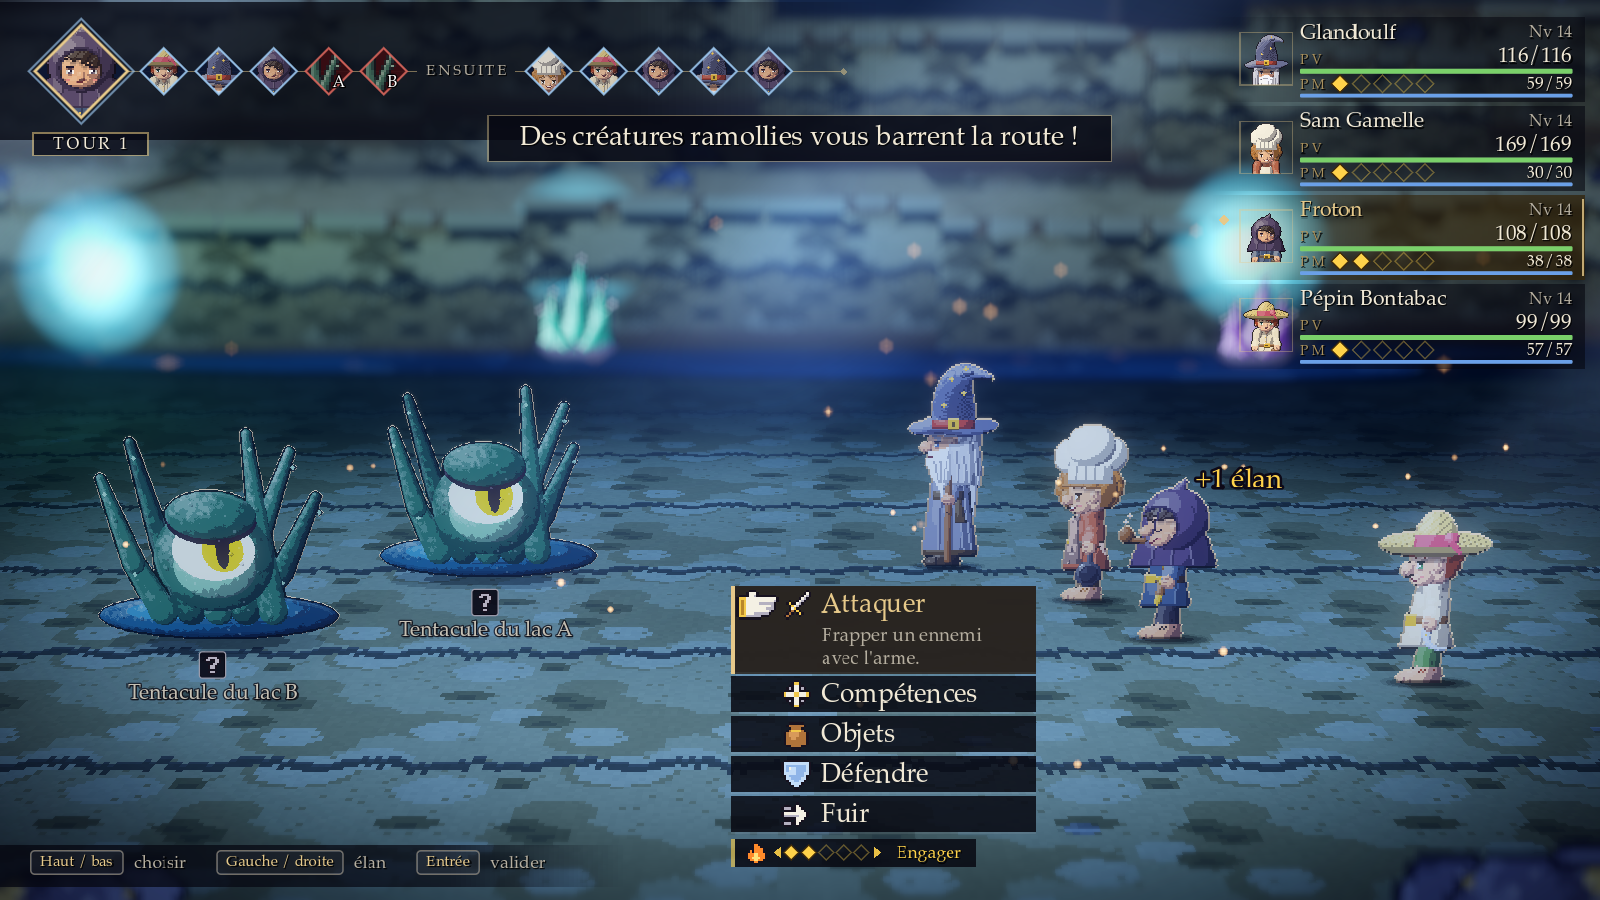 A
B
ENSUITE
TOUR 1
Des créatures ramollies vous barrent la route !
Glandoulf
Nv 14
PV
116/116
PM
59/59
Sam Gamelle
Nv 14
PV
169/169
PM
30/30
Froton
Nv 14
PV
108/108
PM
38/38
Pépin Bontabac
Nv 14
PV
99/99
PM
57/57
+1 élan
?
Tentacule du lac A
?
Tentacule du lac B
Attaquer
Frapper un ennemi
avec l'arme.
Compétences
Objets
Défendre
Fuir
Engager
Haut / bas choisir Gauche / droite élan Entrée valider